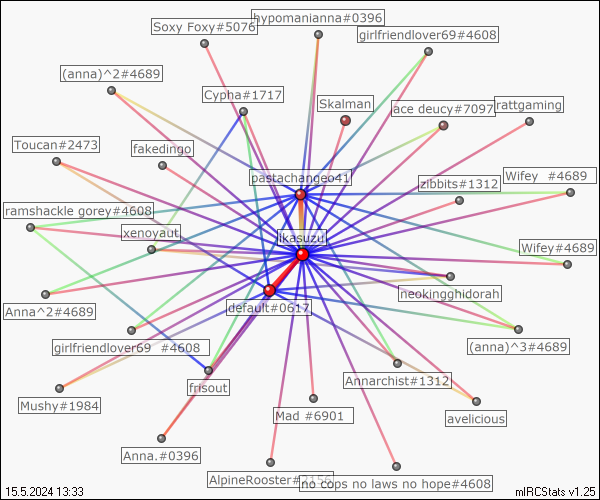 hypomanianna#0396
Soxy Foxy#5076
girlfriendlover69#4608
(anna)^2#4689
Cypha#1717
Skalman
ace deucy#7097
rattgaming
Toucan#2473
fakedingo
pastachangeo41
zibbits#1312
Wifey #4689
ramshackle gorey#4608
xenoyaut
ikasuzu
Wifey#4689
neokingghidorah
Anna^2#4689
default#0617
girlfriendlover69 #4608
(anna)^3#4689
frisout
Annarchist#1312
Mushy#1984
Mad #6901
avelicious
Anna.#0396
AlpineRooster#2156
no cops no laws no hope#4608
15.5.2024 13:33
mIRCStats v1.25